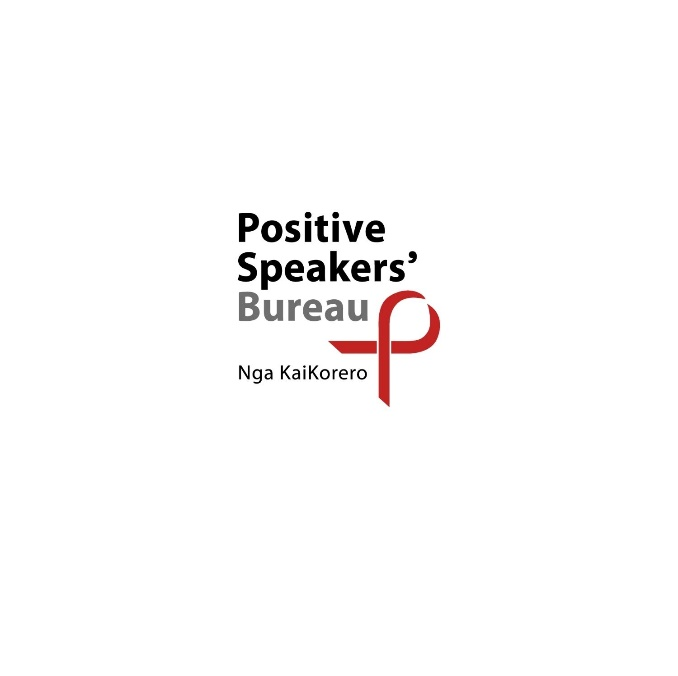 Positive
Speakers’
Bureau
Nga KaiKorero